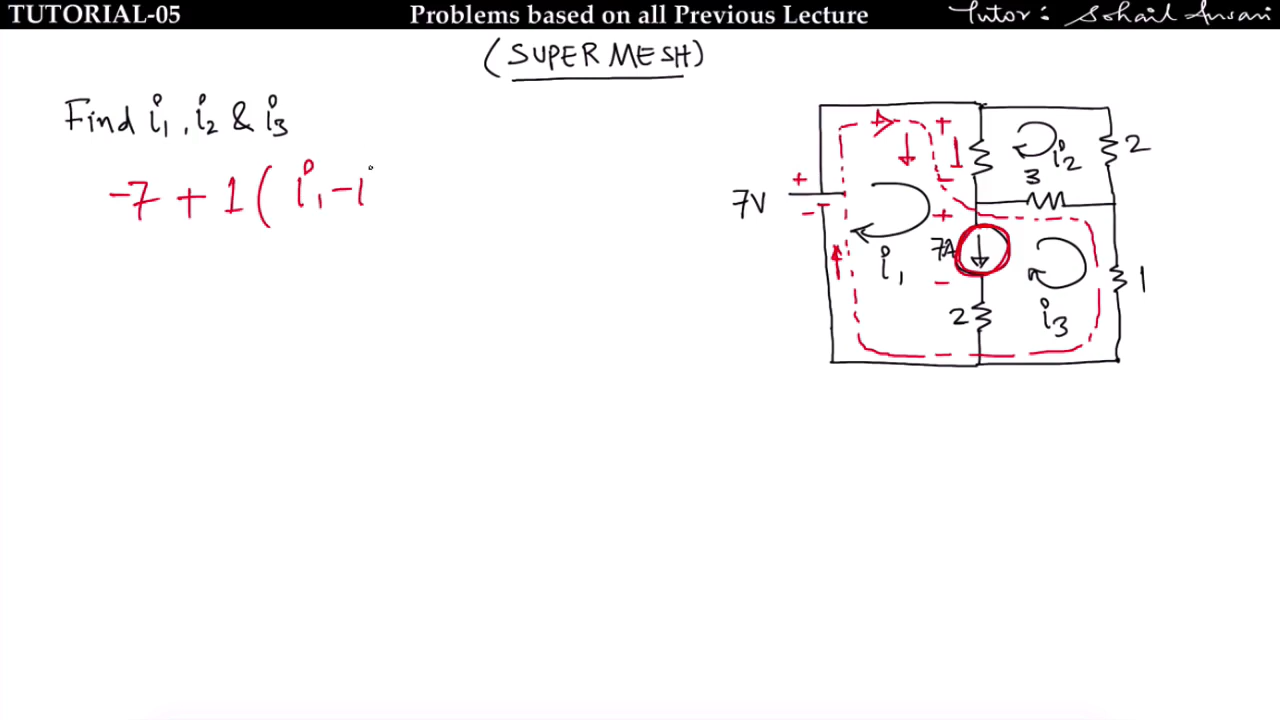 TUTORIAL-05 Problems based on all Previous Lecture Tutor: Sohail Ansari
(SUPER MESH)
Find i₁, i₂ & i₃
-7 + 1( i₁-i
+ 1 i₂ 2
-
3
7V + - + 7A
i₁
-
2 i₃ 1